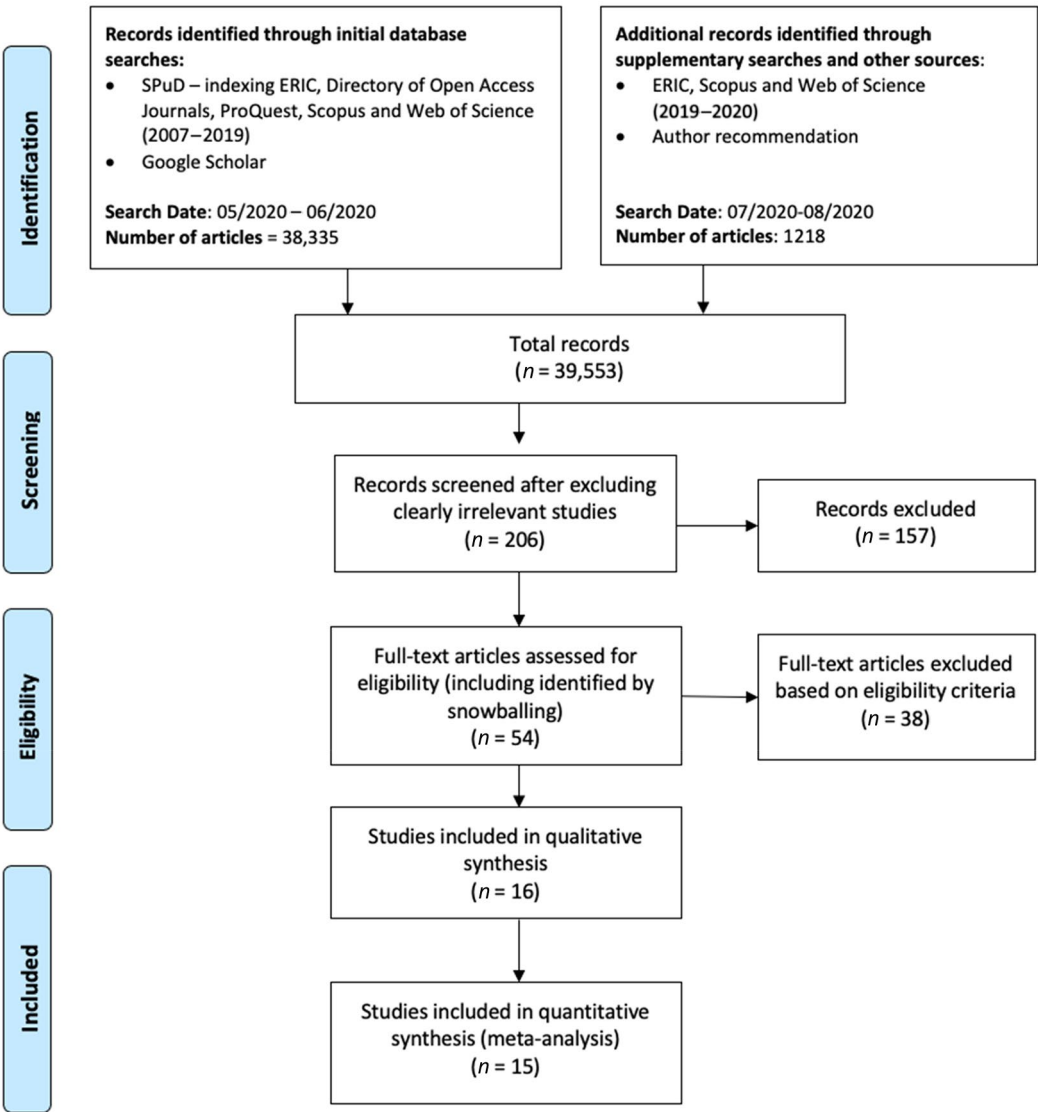 Identification
Records identified through initial database
searches:
• SPuD – indexing ERIC, Directory of Open Access
Journals, ProQuest, Scopus and Web of Science
(2007–2019)
• Google Scholar
Search Date: 05/2020 – 06/2020
Number of articles = 38,335
Additional records identified through
supplementary searches and other sources:
• ERIC, Scopus and Web of Science
(2019–2020)
• Author recommendation
Search Date: 07/2020-08/2020
Number of articles: 1218
Total records
(n = 39,553)
Screening
Records screened after excluding
clearly irrelevant studies
(n = 206)
Records excluded
(n = 157)
Eligibility
Full-text articles assessed for
eligibility (including identified by
snowballing)
(n = 54)
Full-text articles excluded
based on eligibility criteria
(n = 38)
Studies included in qualitative
synthesis
(n = 16)
Included
Studies included in quantitative
synthesis (meta-analysis)
(n = 15)